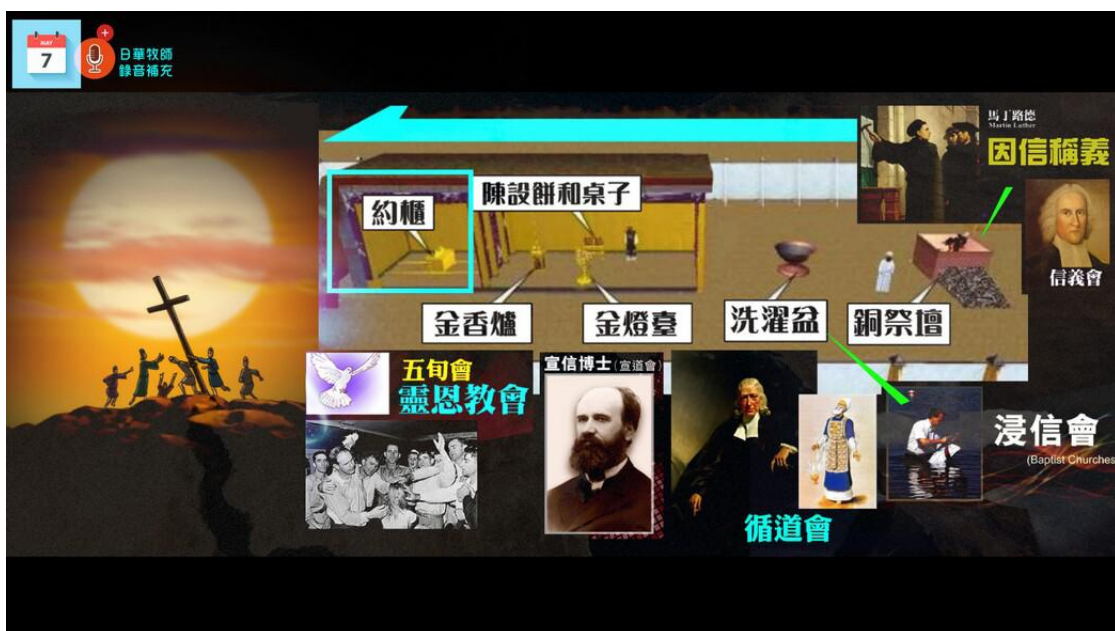 MAY
7
日華牧師
錄音補充
馬丁路德
Martin Luther
因信稱義
信義會
約櫃
陳設餅和桌子
金香爐
金燈臺
洗濯盆
銅祭壇
五旬會
靈恩教會
宣信博士(宣道會)
循道會
浸信會
(Baptist Churches